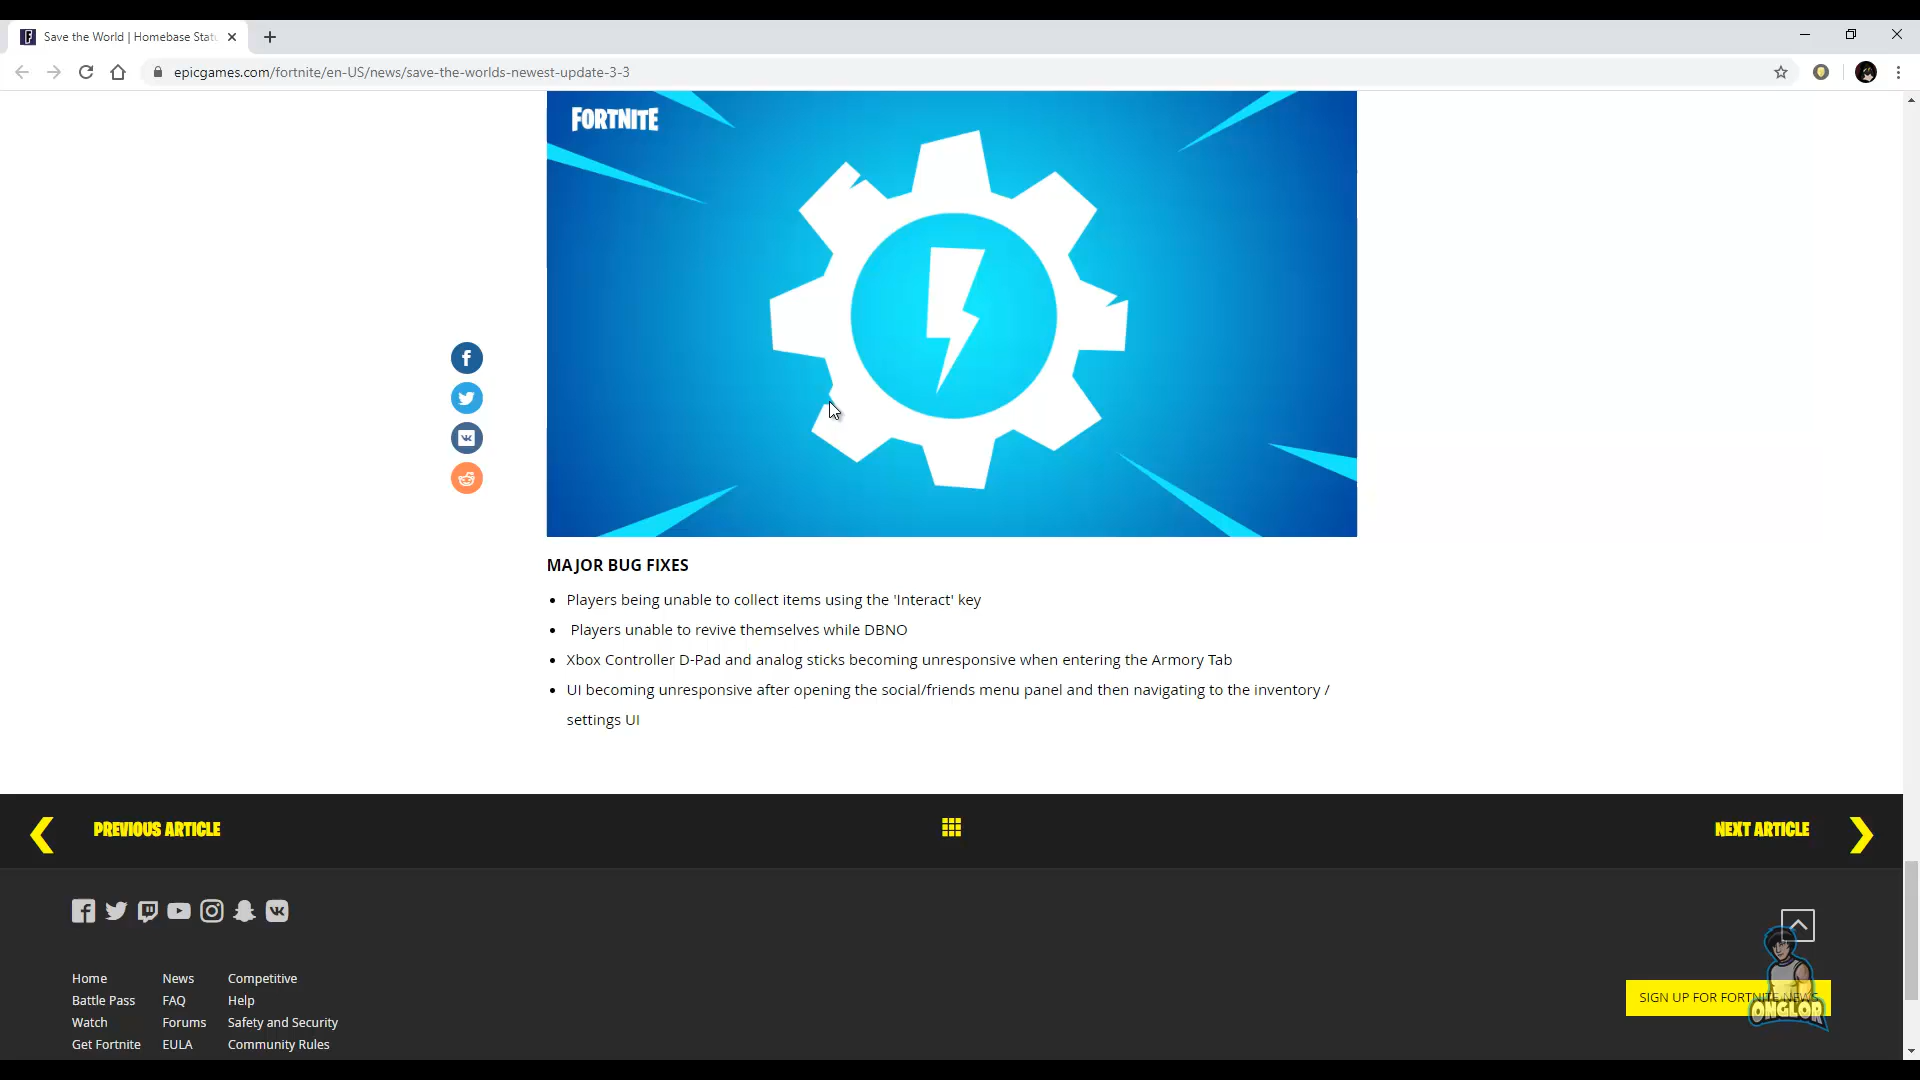 Save the World | Homebase Stat
epicgames.com/fortnite/en-US/news/save-the-worlds-newest-update-3-3
FORTNITE
MAJOR BUG FIXES
Players being unable to collect items using the 'Interact' key
Players unable to revive themselves while DBNO
Xbox Controller D-Pad and analog sticks becoming unresponsive when entering the Armory Tab
UI becoming unresponsive after opening the social/friends menu panel and then navigating to the inventory /
settings UI
PREVIOUS ARTICLE
NEXT ARTICLE
Home News Competitive
Battle Pass FAQ Help
Watch Forums Safety and Security
Get Fortnite EULA Community Rules
SIGN UP FOR FORTNITE NEWS
ONGLOR